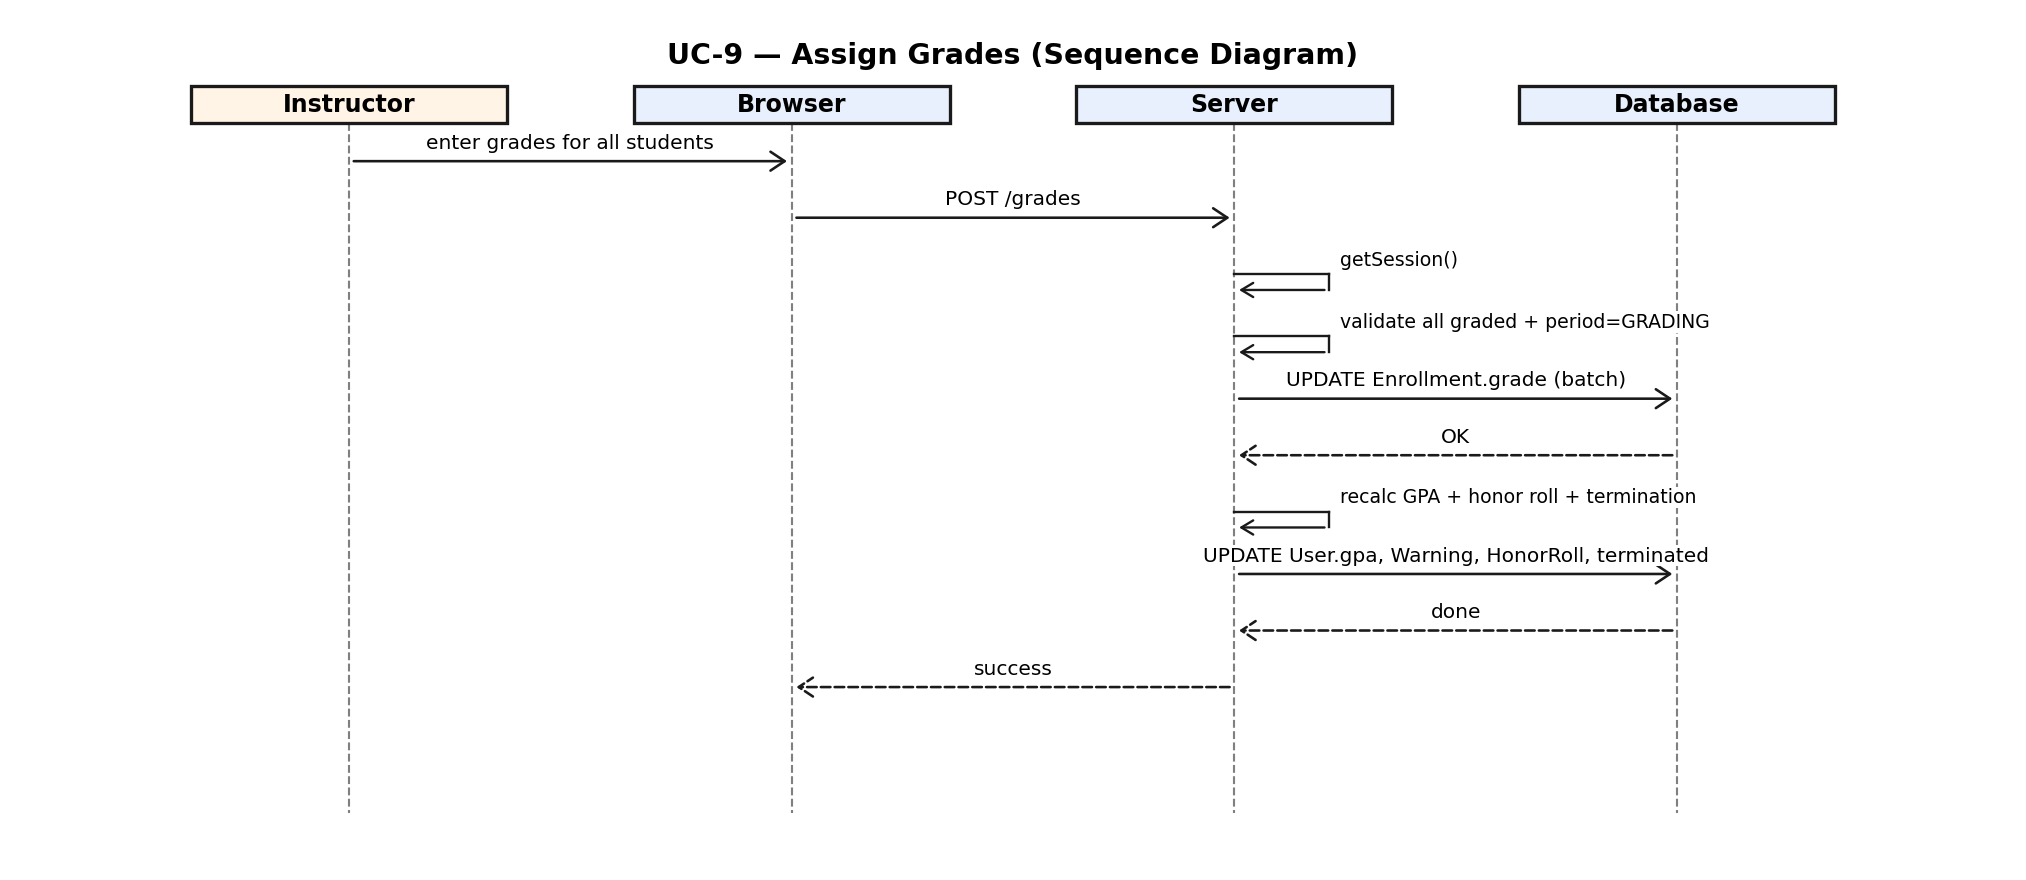 UC-9 — Assign Grades (Sequence Diagram)
Instructor
Browser
Server
Database
enter grades for all students
POST /grades
getSession()
validate all graded + period=GRADING
UPDATE Enrollment.grade (batch)
OK
recalc GPA + honor roll + termination
UPDATE User.gpa, Warning, HonorRoll, terminated
done
success